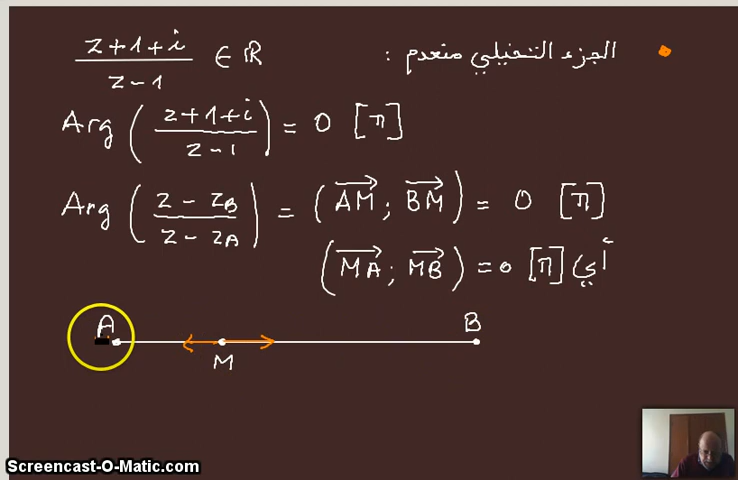 الجزء التخيلي منعدم : (z+1+i)/(z-1) ∈ ℝ
Arg ( (z+1+i)/(z-1) ) = 0 [π]
Arg ( (z - z_B)/(z - z_A) ) = ( AM→ ; BM→ ) = 0 [π]
أي ( MA→ ; MB→ ) = 0 [π]
A B
M
Screencast-O-Matic.com